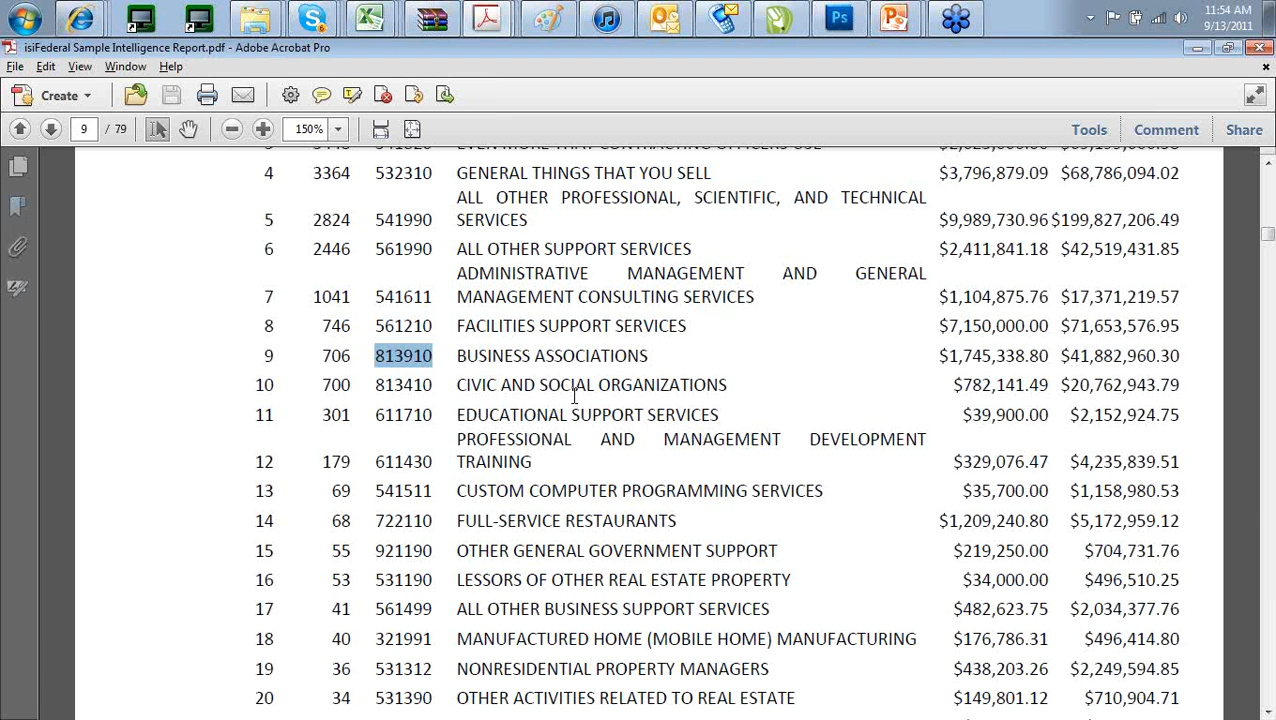 11:54 AM
9/13/2011
isiFederal Sample Intelligence Report.pdf - Adobe Acrobat Pro
File Edit View Window Help
Create
9 / 79 150% Tools Comment Share
4 3364 532310 GENERAL THINGS THAT YOU SELL $3,796,879.09 $68,786,094.02
ALL OTHER PROFESSIONAL, SCIENTIFIC, AND TECHNICAL
5 2824 541990 SERVICES $9,989,730.96 $199,827,206.49
6 2446 561990 ALL OTHER SUPPORT SERVICES $2,411,841.18 $42,519,431.85
ADMINISTRATIVE MANAGEMENT AND GENERAL
7 1041 541611 MANAGEMENT CONSULTING SERVICES $1,104,875.76 $17,371,219.57
8 746 561210 FACILITIES SUPPORT SERVICES $7,150,000.00 $71,653,576.95
9 706 813910 BUSINESS ASSOCIATIONS $1,745,338.80 $41,882,960.30
10 700 813410 CIVIC AND SOCIAL ORGANIZATIONS $782,141.49 $20,762,943.79
11 301 611710 EDUCATIONAL SUPPORT SERVICES $39,900.00 $2,152,924.75
PROFESSIONAL AND MANAGEMENT DEVELOPMENT
12 179 611430 TRAINING $329,076.47 $4,235,839.51
13 69 541511 CUSTOM COMPUTER PROGRAMMING SERVICES $35,700.00 $1,158,980.53
14 68 722110 FULL-SERVICE RESTAURANTS $1,209,240.80 $5,172,959.12
15 55 921190 OTHER GENERAL GOVERNMENT SUPPORT $219,250.00 $704,731.76
16 53 531190 LESSORS OF OTHER REAL ESTATE PROPERTY $34,000.00 $496,510.25
17 41 561499 ALL OTHER BUSINESS SUPPORT SERVICES $482,623.75 $2,034,377.76
18 40 321991 MANUFACTURED HOME (MOBILE HOME) MANUFACTURING $176,786.31 $496,414.80
19 36 531312 NONRESIDENTIAL PROPERTY MANAGERS $438,203.26 $2,249,594.85
20 34 531390 OTHER ACTIVITIES RELATED TO REAL ESTATE $149,801.12 $710,904.71